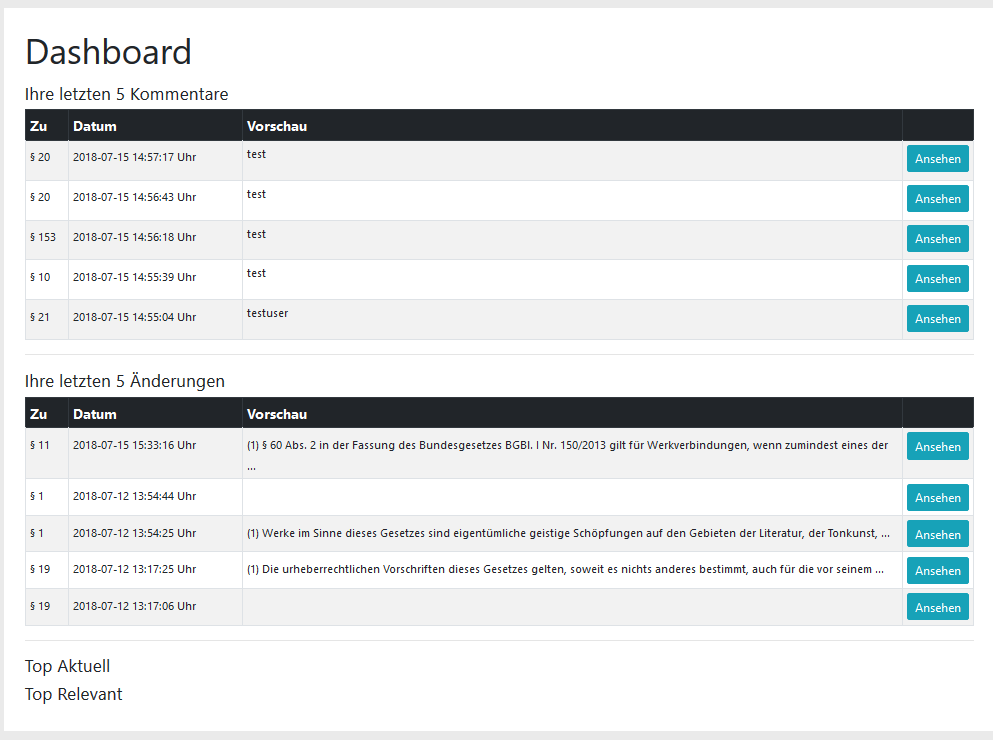 Dashboard
Ihre letzten 5 Kommentare
Zu Datum Vorschau
§ 20 2018-07-15 14:57:17 Uhr test Ansehen
§ 20 2018-07-15 14:56:43 Uhr test Ansehen
§ 153 2018-07-15 14:56:18 Uhr test Ansehen
§ 10 2018-07-15 14:55:39 Uhr test Ansehen
§ 21 2018-07-15 14:55:04 Uhr testuser Ansehen
Ihre letzten 5 Änderungen
Zu Datum Vorschau
§ 11 2018-07-15 15:33:16 Uhr (1) § 60 Abs. 2 in der Fassung des Bundesgesetzes BGBl. I Nr. 150/2013 gilt für Werkverbindungen, wenn zumindest eines der Ansehen
...
§ 1 2018-07-12 13:54:44 Uhr Ansehen
§ 1 2018-07-12 13:54:25 Uhr (1) Werke im Sinne dieses Gesetzes sind eigentümliche geistige Schöpfungen auf den Gebieten der Literatur, der Tonkunst, ... Ansehen
§ 19 2018-07-12 13:17:25 Uhr (1) Die urheberrechtlichen Vorschriften dieses Gesetzes gelten, soweit es nichts anderes bestimmt, auch für die vor seinem ... Ansehen
§ 19 2018-07-12 13:17:06 Uhr Ansehen
Top Aktuell
Top Relevant